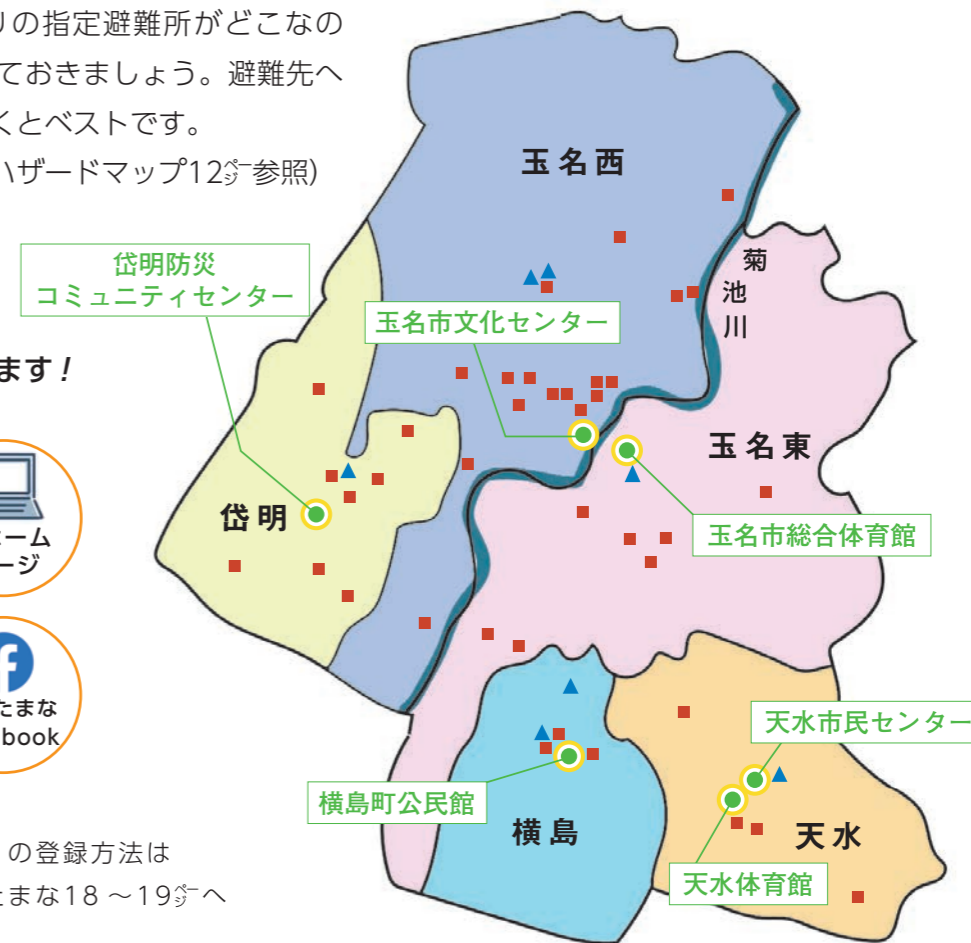 りの指定避難所がどこなの
ておきましょう。避難先へ
くとベストです。
ハザードマップ12㌻参照)
玉名西
菊池川
岱明防災
コミュニティセンター
玉名市文化センター
ます!
玉名東
岱明
玉名市総合体育館
ーム
ージ
たまな
book
天水市民センター
横島町公民館
横島
天水
天水体育館
の登録方法は
たまな18～19㌻へ